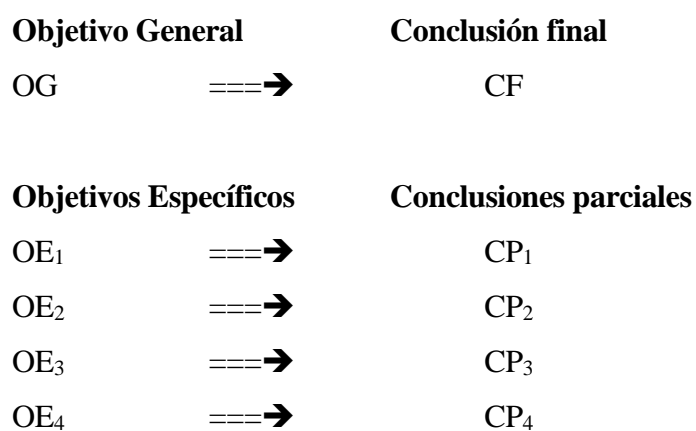 Objetivo General Conclusión final
OG ===➔ CF
Objetivos Específicos Conclusiones parciales
OE₁ ===➔ CP₁
OE₂ ===➔ CP₂
OE₃ ===➔ CP₃
OE₄ ===➔ CP₄